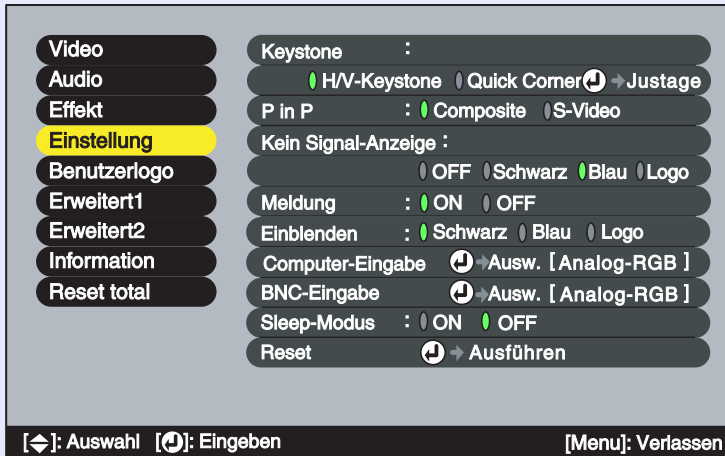 Video
Audio
Effekt
Einstellung
Benutzerlogo
Erweitert1
Erweitert2
Information
Reset total
Keystone :
H/V-Keystone Quick Corner Justage
P in P : Composite S-Video
Kein Signal-Anzeige :
OFF Schwarz Blau Logo
Meldung : ON OFF
Einblenden : Schwarz Blau Logo
Computer-Eingabe Ausw. [ Analog-RGB ]
BNC-Eingabe Ausw. [ Analog-RGB ]
Sleep-Modus : ON OFF
Reset Ausführen
[ ]: Auswahl [ ]: Eingeben [Menu]: Verlassen